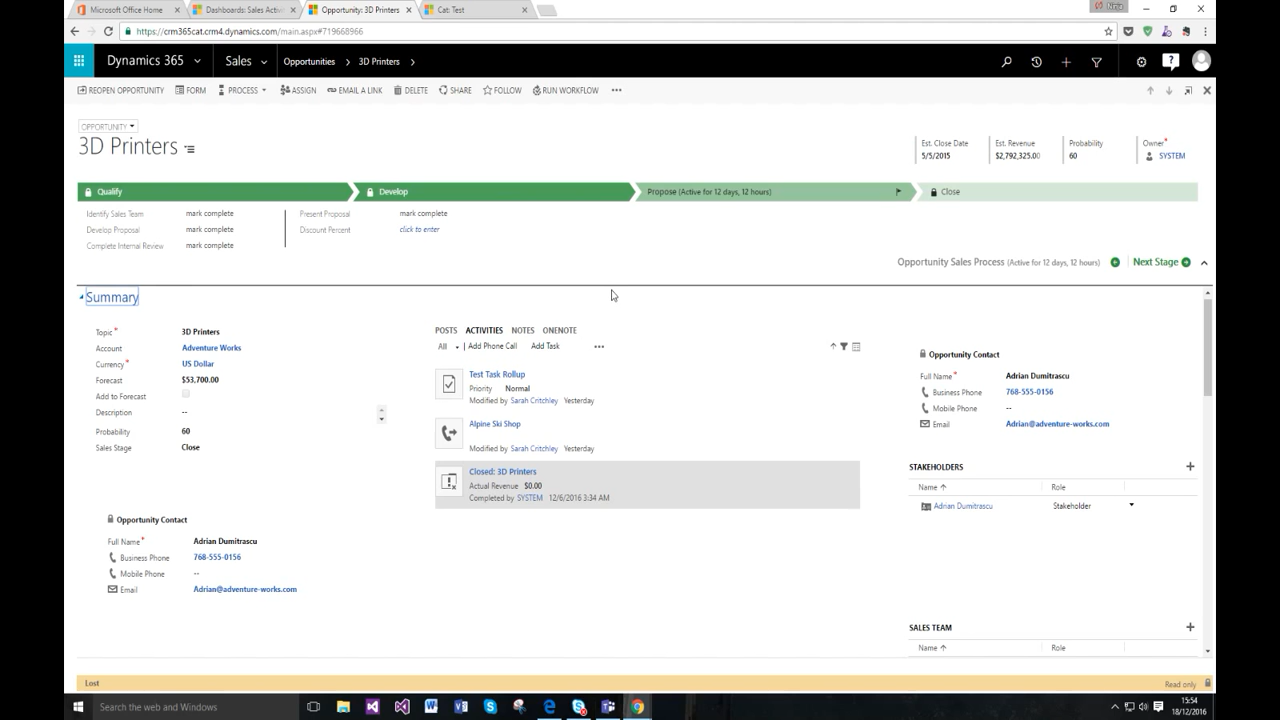 Microsoft Office Home
Dashboards: Sales Activi
Opportunity: 3D Printers
Cat: Test
Ninja
https://crm365cat.crm4.dynamics.com/main.aspx#719668966
Dynamics 365
Sales
Opportunities
3D Printers
REOPEN OPPORTUNITY
FORM
PROCESS
ASSIGN
EMAIL A LINK
DELETE
SHARE
FOLLOW
RUN WORKFLOW
OPPORTUNITY
3D Printers
Est. Close Date
5/5/2015
Est. Revenue
$2,792,325.00
Probability
60
Owner*
SYSTEM
Qualify
Develop
Propose (Active for 12 days, 12 hours)
Close
Identify Sales Team mark complete
Develop Proposal mark complete
Complete Internal Review mark complete
Present Proposal mark complete
Discount Percent click to enter
Opportunity Sales Process (Active for 12 days, 12 hours)
Next Stage
Summary
Topic* 3D Printers
Account Adventure Works
Currency* US Dollar
Forecast $53,700.00
Add to Forecast
Description --
Probability 60
Sales Stage Close
Opportunity Contact
Full Name* Adrian Dumitrascu
Business Phone 768-555-0156
Mobile Phone --
Email Adrian@adventure-works.com
POSTS ACTIVITIES NOTES ONENOTE
All | Add Phone Call Add Task
Test Task Rollup
Priority Normal
Modified by Sarah Critchley Yesterday
Alpine Ski Shop
Modified by Sarah Critchley Yesterday
Closed: 3D Printers
Actual Revenue $0.00
Completed by SYSTEM 12/6/2016 3:34 AM
Opportunity Contact
Full Name* Adrian Dumitrascu
Business Phone 768-555-0156
Mobile Phone --
Email Adrian@adventure-works.com
STAKEHOLDERS
Name Role
Adrian Dumitrascu Stakeholder
SALES TEAM
Name Role
Lost
Read only
Search the web and Windows
15:54
18/12/2016